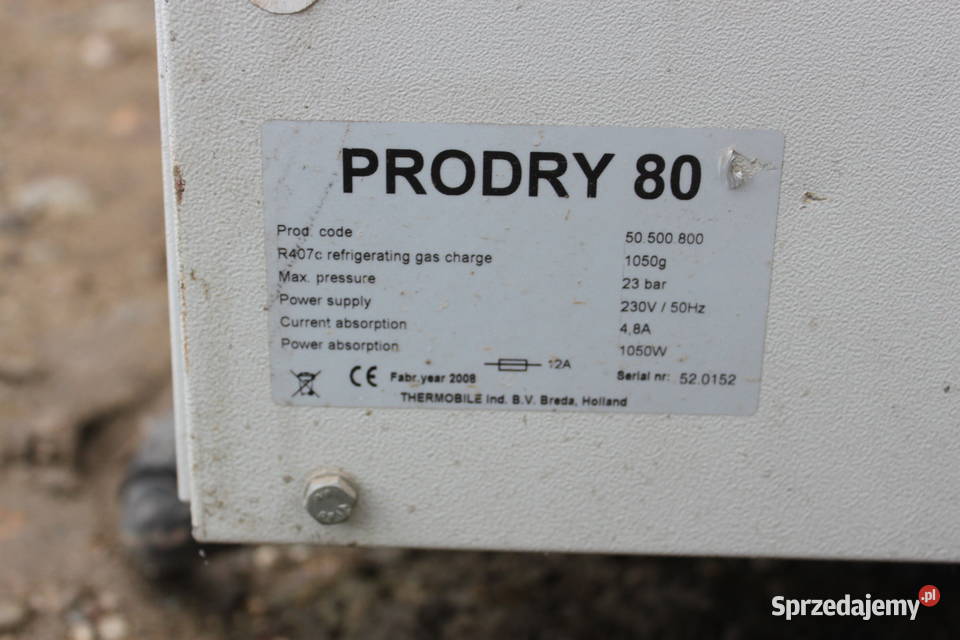 PRODRY 80
Prod. code 50.500.800
R407c refrigerating gas charge 1050g
Max. pressure 23 bar
Power supply 230V / 50Hz
Current absorption 4,8A
Power absorption 1050W
12A
CE Fabr.year 2008 Serial nr: 52.0152
THERMOBILE Ind. B.V. Breda, Holland
Sprzedajemy.pl